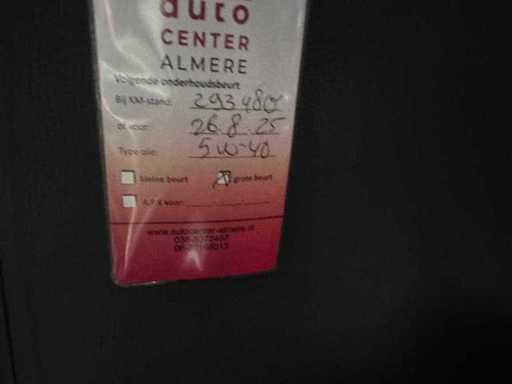 auto
CENTER
ALMERE
Volgende onderhoudsbeurt
Bij KM-stand: 293480
of voor: 26.8.25
Type olie: 5W-40
kleine beurt grote beurt
A.P.K voor:
www.autocenter-almere.nl